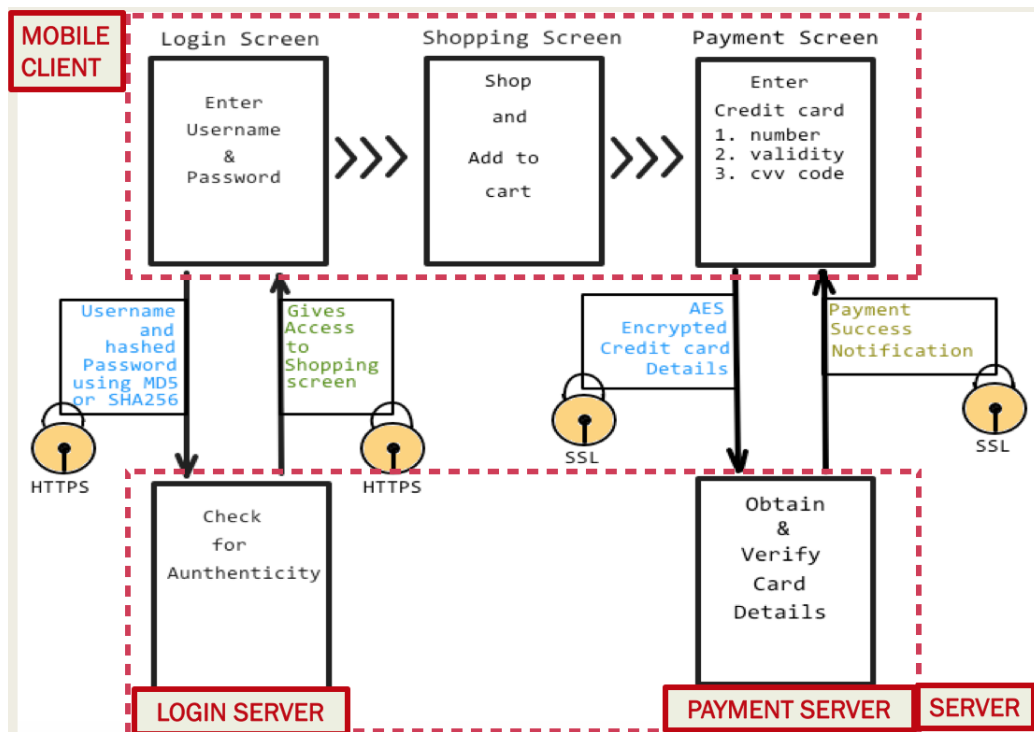 MOBILE
CLIENT
Login Screen
Enter
Username
&
Password
Shopping Screen
Shop
and
Add to
cart
Payment Screen
Enter
Credit card
1. number
2. validity
3. cvv code
Username
and
hashed
Password
using MD5
or SHA256
HTTPS
Gives
Access
to
Shopping
screen
HTTPS
AES
Encrypted
Credit card
Details
SSL
Payment
Success
Notification
SSL
Check
for
Aunthenticity
LOGIN SERVER
Obtain
&
Verify
Card
Details
PAYMENT SERVER
SERVER